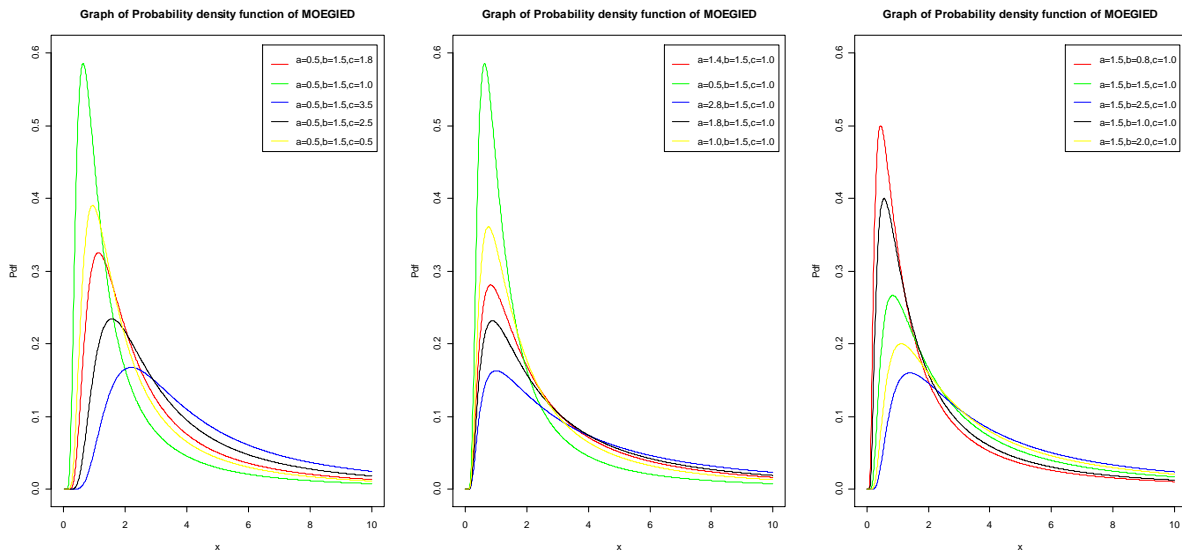 Graph of Probability density function of MOEGIED
a=0.5,b=1.5,c=1.8
a=0.5,b=1.5,c=1.0
a=0.5,b=1.5,c=3.5
a=0.5,b=1.5,c=2.5
a=0.5,b=1.5,c=0.5
Pdf
0.6
0.5
0.4
0.3
0.2
0.1
0.0
0 2 4 6 8 10
x
Graph of Probability density function of MOEGIED
a=1.4,b=1.5,c=1.0
a=0.5,b=1.5,c=1.0
a=2.8,b=1.5,c=1.0
a=1.8,b=1.5,c=1.0
a=1.0,b=1.5,c=1.0
Pdf
0.6
0.5
0.4
0.3
0.2
0.1
0.0
0 2 4 6 8 10
x
Graph of Probability density function of MOEGIED
a=1.5,b=0.8,c=1.0
a=1.5,b=1.5,c=1.0
a=1.5,b=2.5,c=1.0
a=1.5,b=1.0,c=1.0
a=1.5,b=2.0,c=1.0
Pdf
0.6
0.5
0.4
0.3
0.2
0.1
0.0
0 2 4 6 8 10
x